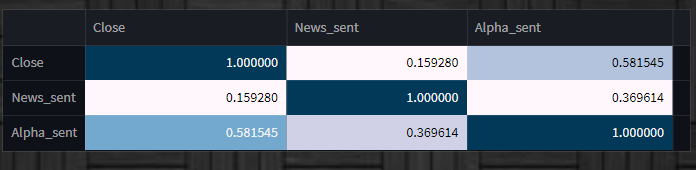 Close News_sent Alpha_sent
Close 1.000000 0.159280 0.581545
News_sent 0.159280 1.000000 0.369614
Alpha_sent 0.581545 0.369614 1.000000